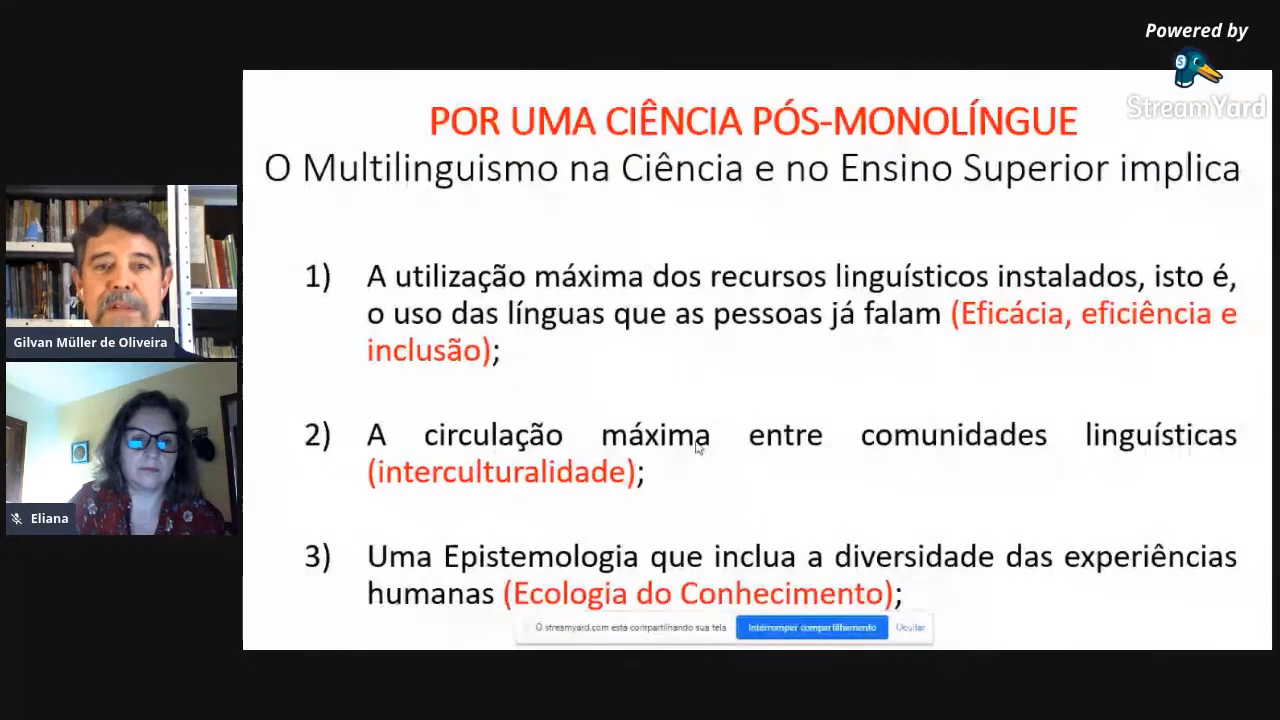 Powered by
StreamYard
POR UMA CIÊNCIA PÓS-MONOLÍNGUE
O Multilinguismo na Ciência e no Ensino Superior implica
1) A utilização máxima dos recursos linguísticos instalados, isto é,
o uso das línguas que as pessoas já falam (Eficácia, eficiência e
inclusão);
2) A circulação máxima entre comunidades linguísticas
(interculturalidade);
3) Uma Epistemologia que inclua a diversidade das experiências
humanas (Ecologia do Conhecimento);
Gilvan Müller de Oliveira
Eliana
O streamyard.com está compartilhando sua tela Interromper compartilhamento Ocultar